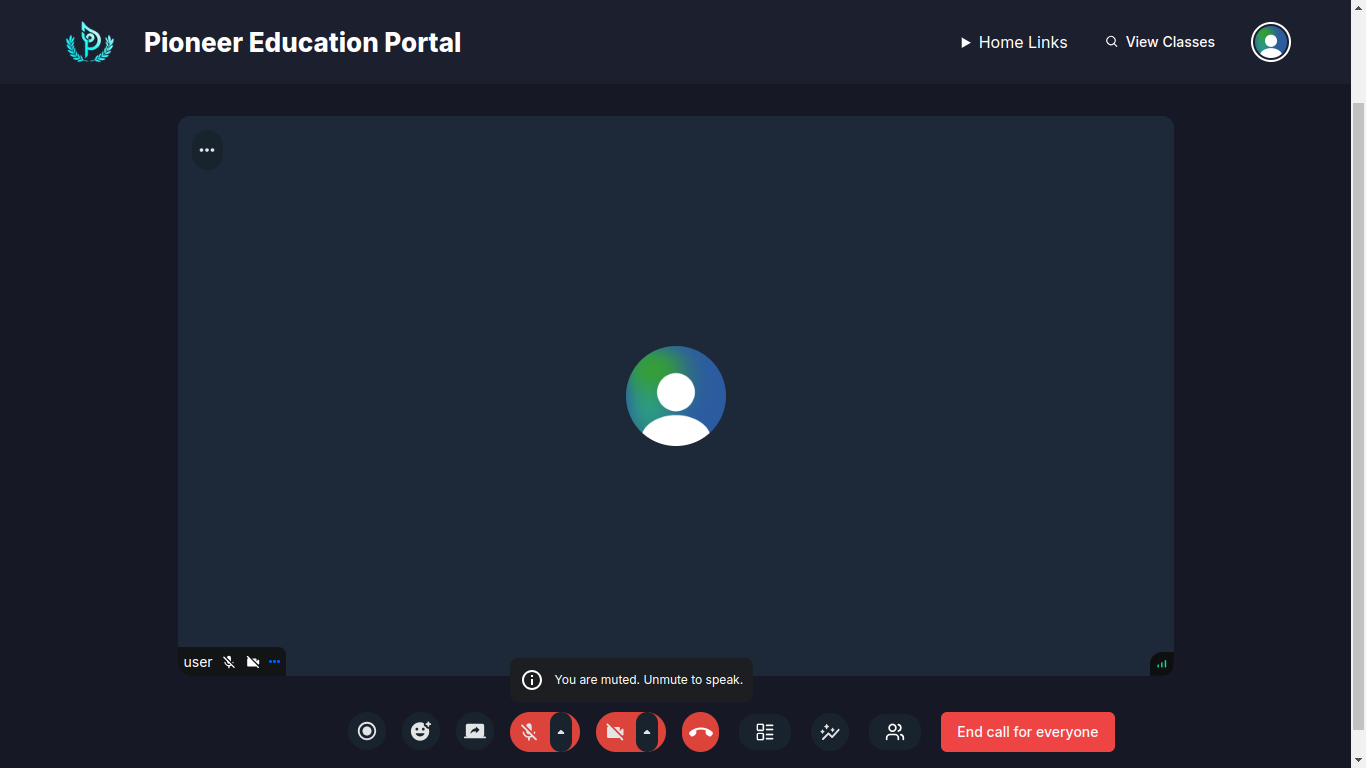 Pioneer Education Portal
Home Links
View Classes
user
You are muted. Unmute to speak.
End call for everyone